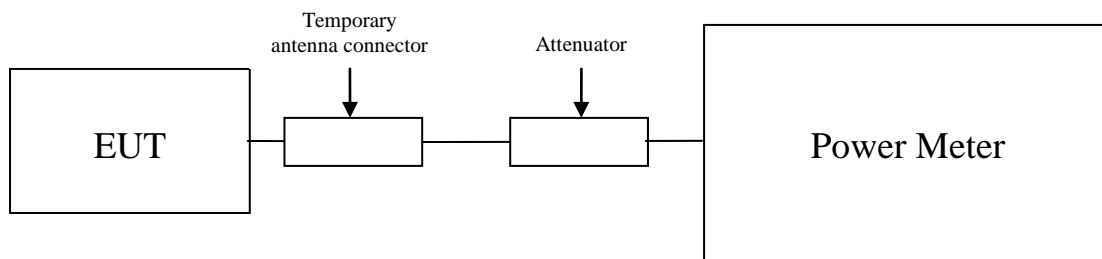 Temporary
antenna connector
Attenuator
EUT
Power Meter